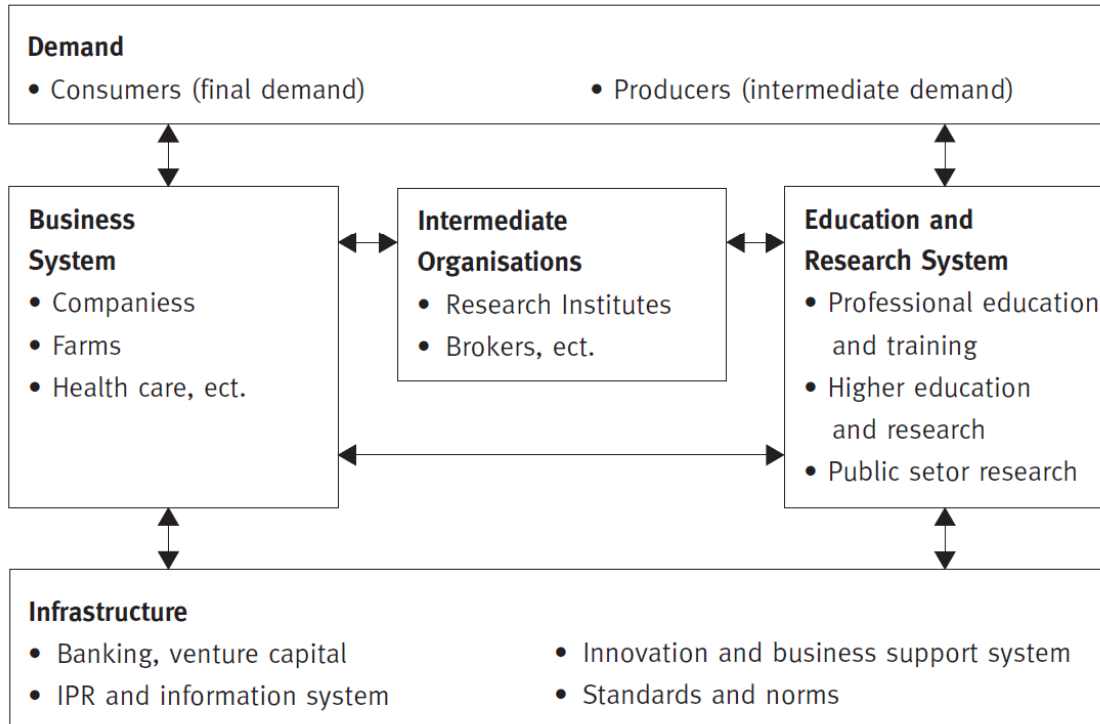 Demand
• Consumers (final demand)
• Producers (intermediate demand)
Business
System
• Companiess
• Farms
• Health care, ect.
Intermediate
Organisations
• Research Institutes
• Brokers, ect.
Education and
Research System
• Professional education
and training
• Higher education
and research
• Public setor research
Infrastructure
• Banking, venture capital
• IPR and information system
• Innovation and business support system
• Standards and norms